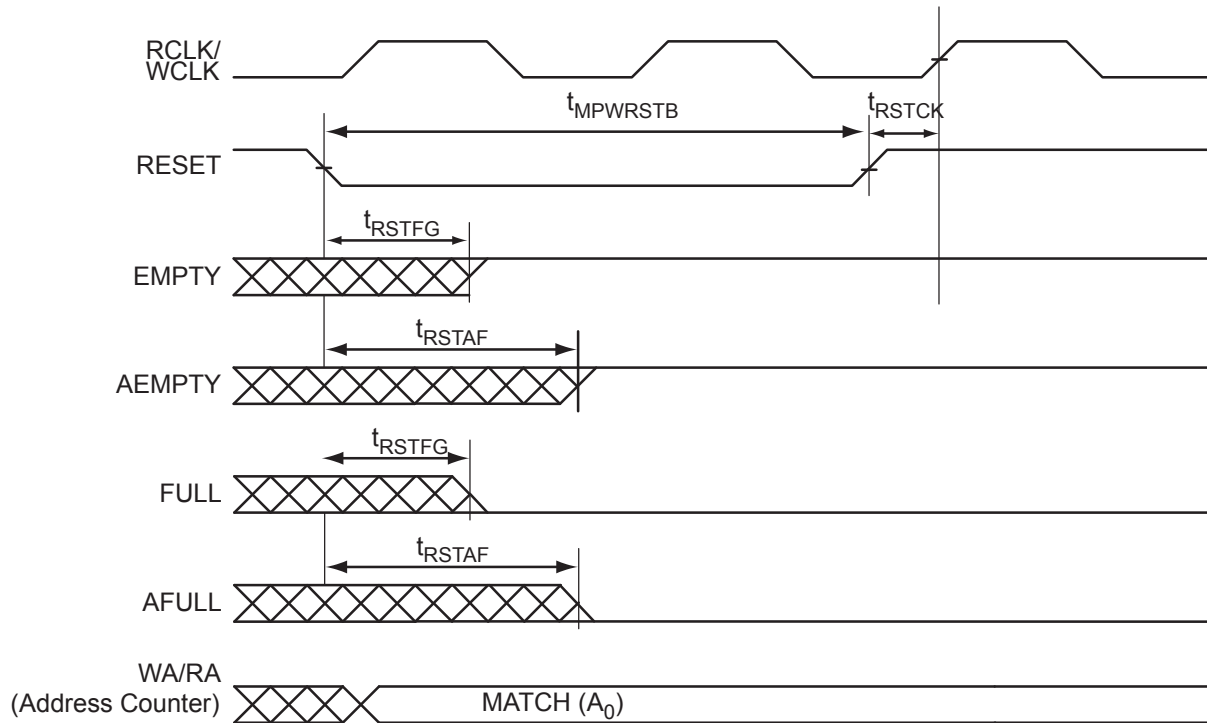 RCLK/
WCLK
tMPWRSTB
tRSTCK
RESET
tRSTFG
EMPTY
tRSTAF
AEMPTY
tRSTFG
FULL
tRSTAF
AFULL
WA/RA
(Address Counter)
MATCH (A0)